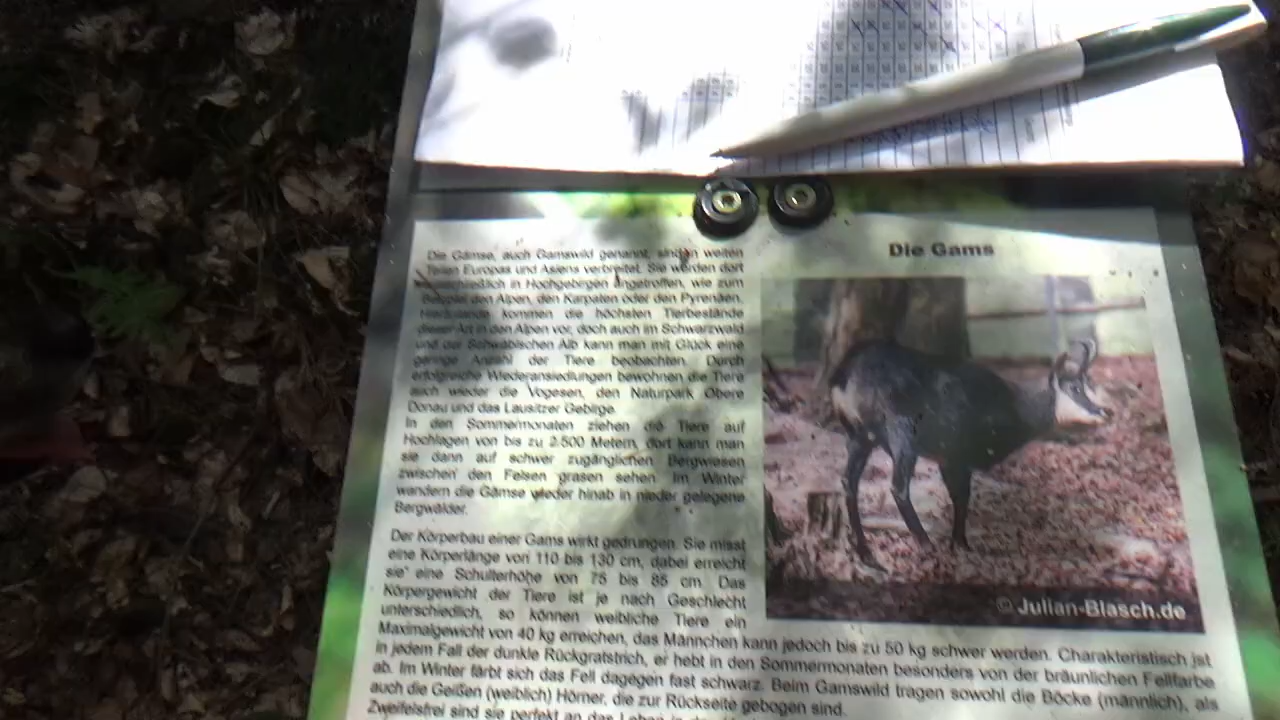 Die Gams
Die Gämse, auch Gamswild genannt, sind in weiten
Teilen Europas und Asiens verbreitet. Sie werden dort
in Hochgebirgen angetroffen, wie zum
Beispiel den Alpen, den Karpaten oder den Pyrenäen.
kommen die höchsten Tierbestände
dieser Art in den Alpen vor, doch auch im Schwarzwald
und der Schwäbischen Alb kann man mit Glück eine
geringe Anzahl der Tiere beobachten. Durch
erfolgreiche Wiederansiedlungen bewohnen die Tiere
auch wieder die Vogesen, den Naturpark Obere
Donau und das Lausitzer Gebirge.
In den Sommermonaten ziehen die Tiere auf
Hochlagen von bis zu 2.500 Metern, dort kann man
sie dann auf schwer zugänglichen Bergwiesen
zwischen den Felsen grasen sehen. Im Winter
wandern die Gämse wieder hinab in nieder gelegene
Bergwälder.
Der Körperbau einer Gams wirkt gedrungen. Sie misst
eine Körperlänge von 110 bis 130 cm, dabei erreicht
sie eine Schulterhöhe von 75 bis 85 cm. Das
Körpergewicht der Tiere ist je nach Geschlecht
unterschiedlich, so können weibliche Tiere ein
Maximalgewicht von 40 kg erreichen, das Männchen kann jedoch bis zu 50 kg schwer werden. Charakteristisch ist
in jedem Fall der dunkle Rückgratstrich, er hebt in den Sommermonaten besonders von der bräunlichen Fellfarbe
ab. Im Winter färbt sich das Fell dagegen fast schwarz. Beim Gamswild tragen sowohl die Böcke (männlich), als
auch die Geißen (weiblich) Hörner, die zur Rückseite gebogen sind.
Zweifelsfrei sind sie perfekt an das Leben in
© Julian-Blasch.de